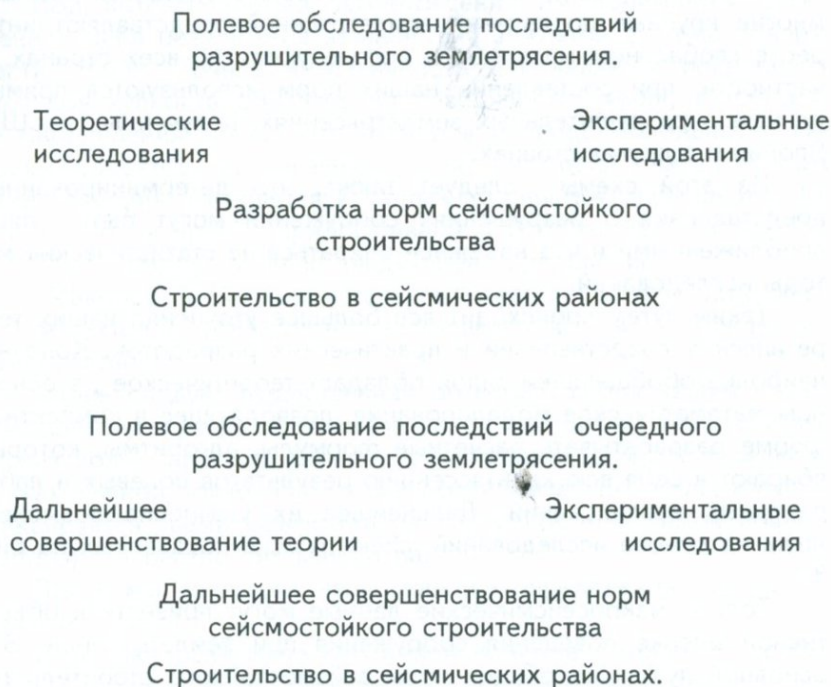 Полевое обследование последствий
разрушительного землетрясения.
Теоретические
исследования
Экспериментальные
исследования
Разработка норм сейсмостойкого
строительства
Строительство в сейсмических районах
Полевое обследование последствий очередного
разрушительного землетрясения.
Дальнейшее
совершенствование теории
Экспериментальные
исследования
Дальнейшее совершенствование норм
сейсмостойкого строительства
Строительство в сейсмических районах.